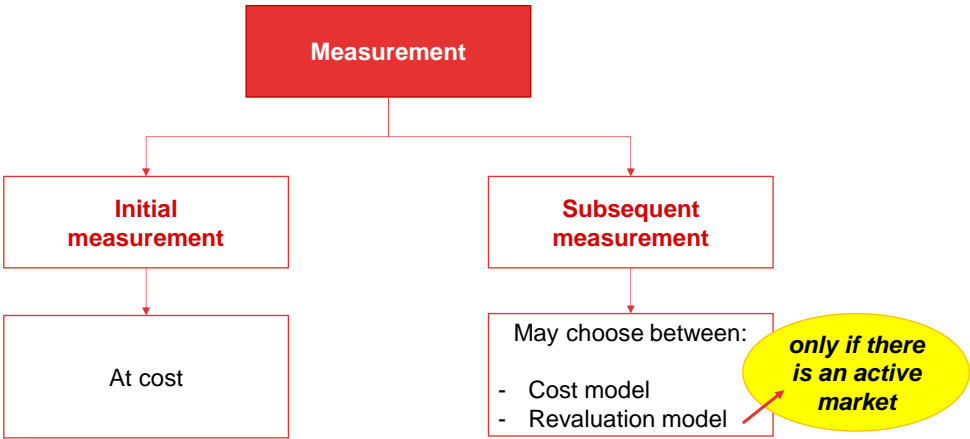 Measurement
Initial
measurement
Subsequent
measurement
At cost
May choose between:
- Cost model
- Revaluation model
only if there
is an active
market